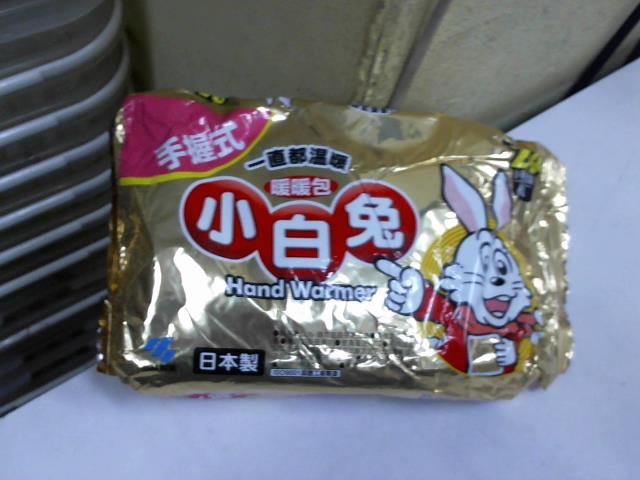 手握式
一直都溫暖
暖暖包
小白兔
Hand Warmer
日本製